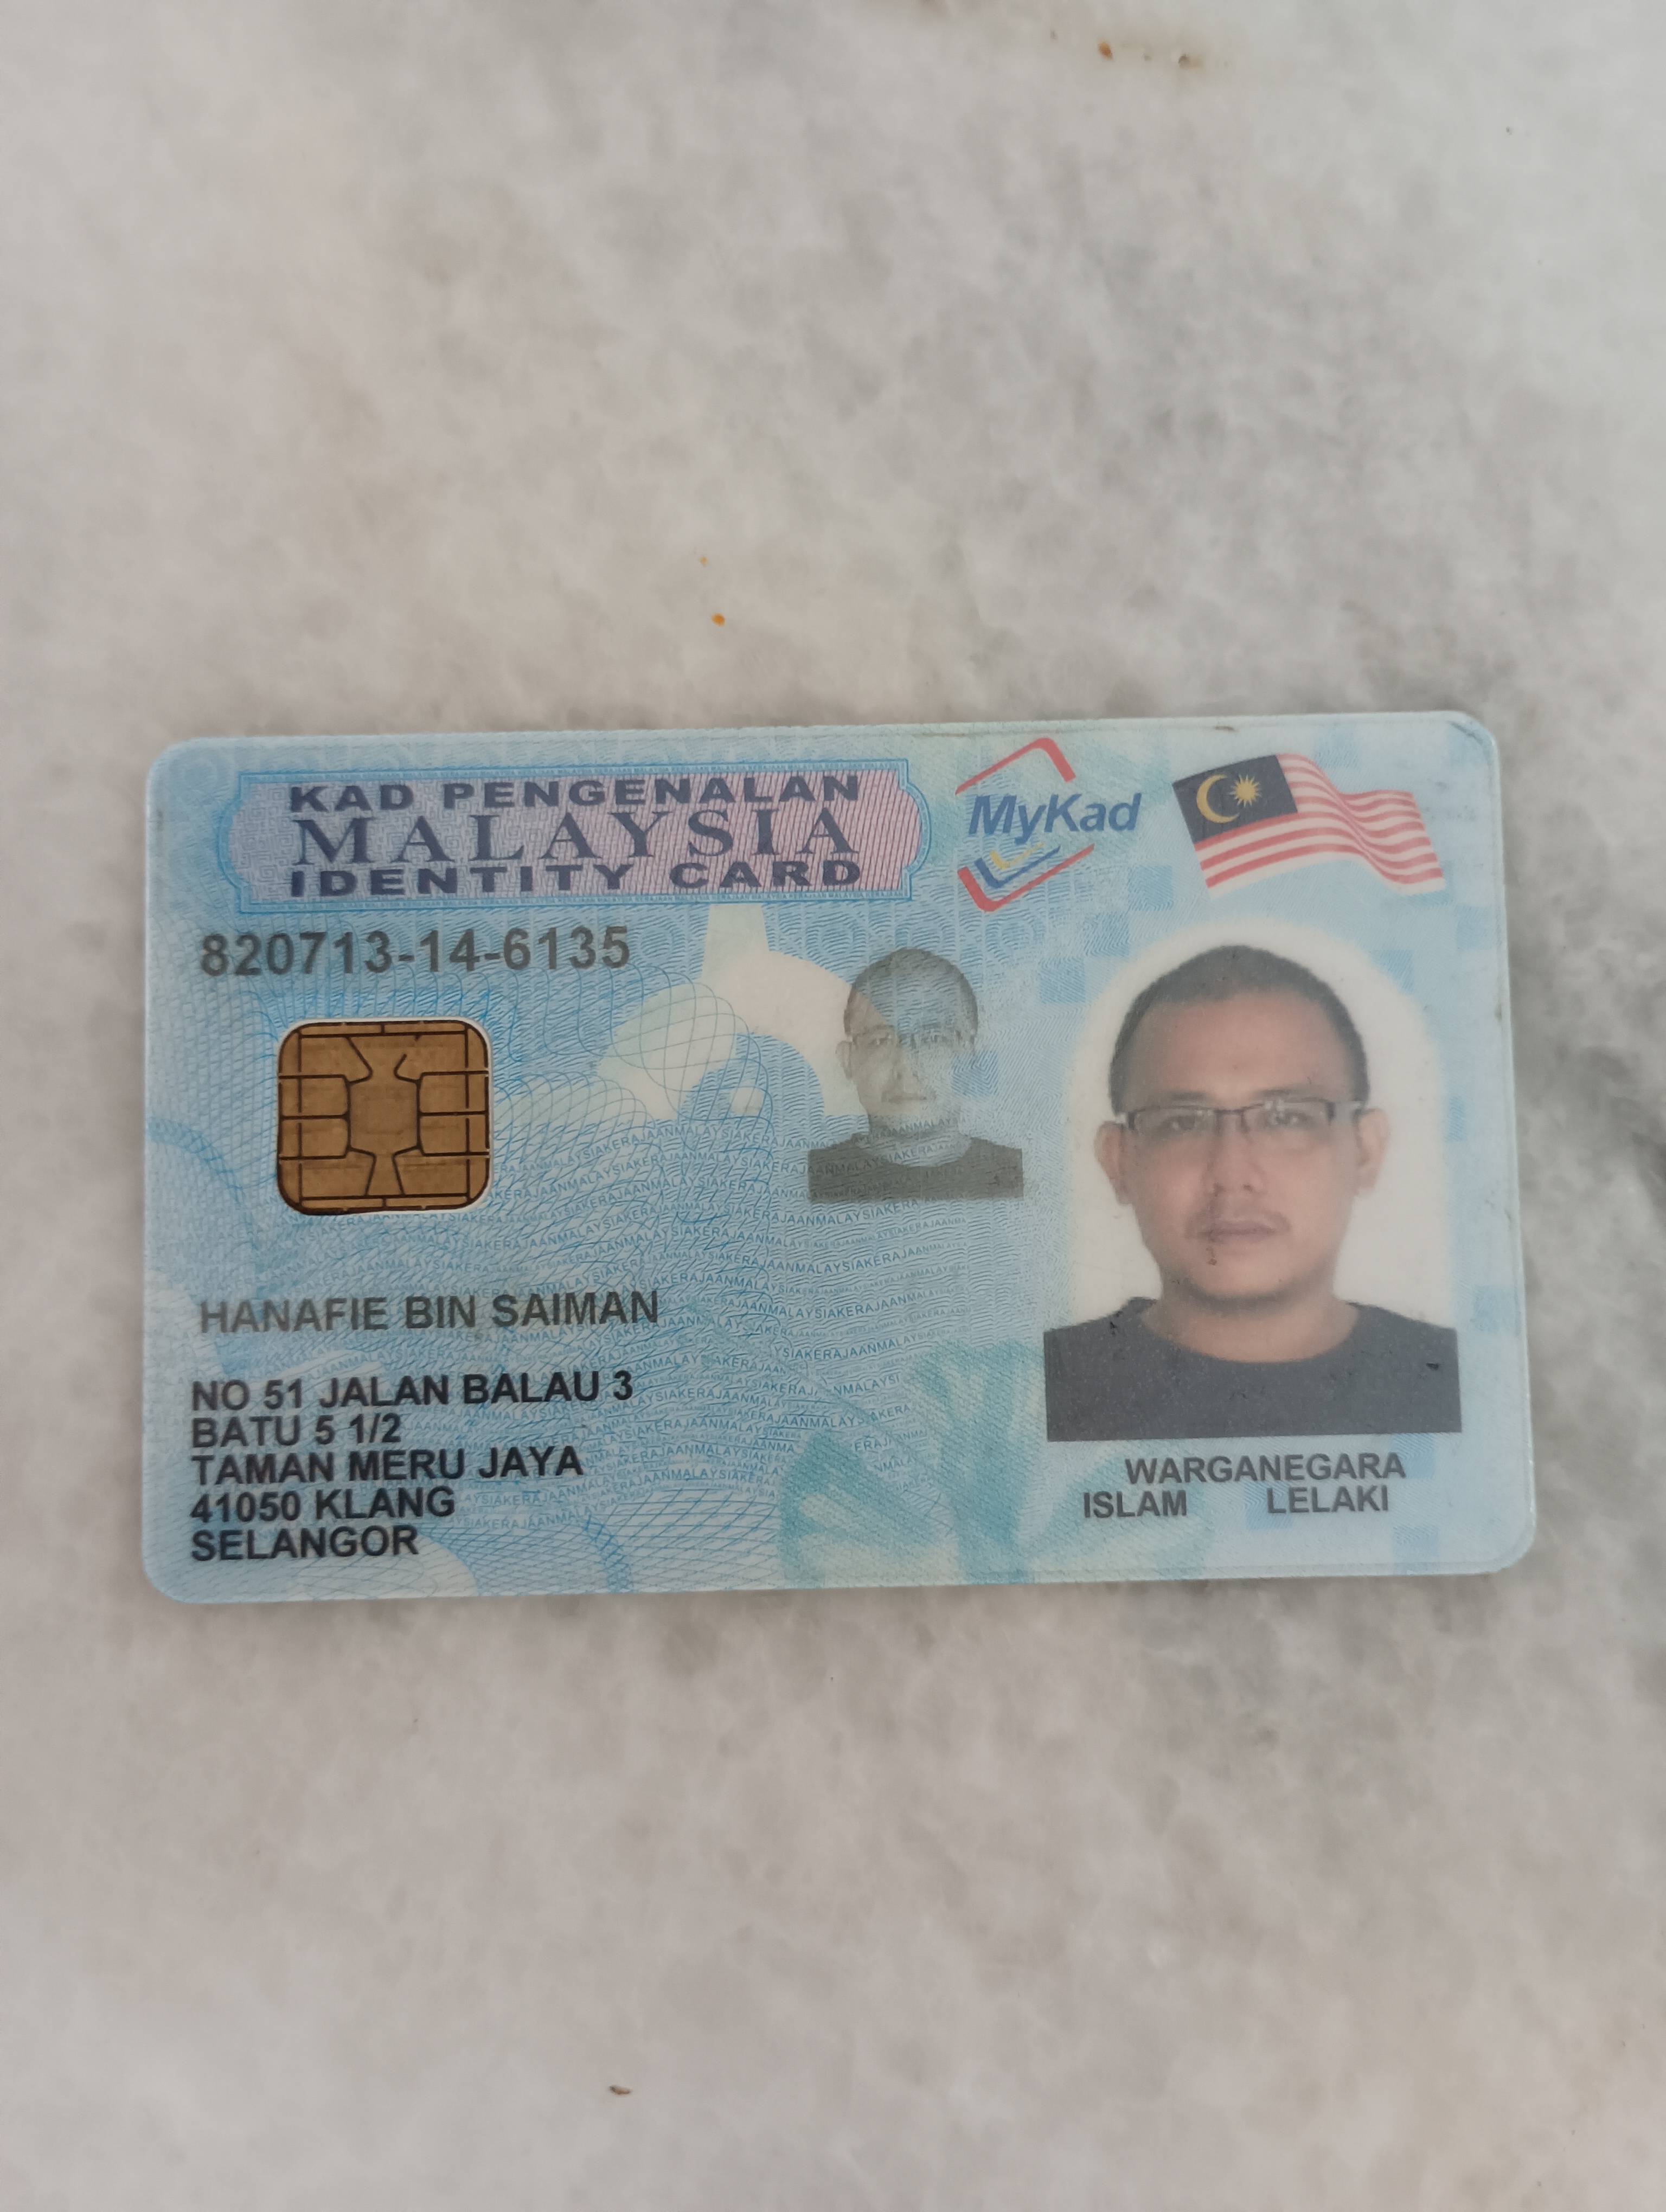 KAD PENGENALAN
MALAYSIA
IDENTITY CARD
MyKad
820713-14-6135
HANAFIE BIN SAIMAN
NO 51 JALAN BALAU 3
BATU 5 1/2
TAMAN MERU JAYA
41050 KLANG
SELANGOR
WARGANEGARA
ISLAM LELAKI